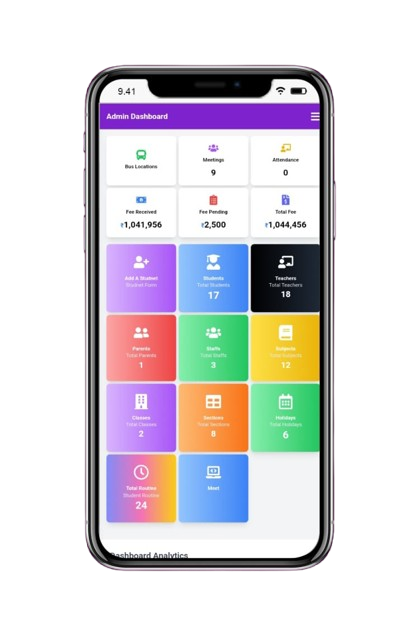 9.41
Admin Dashboard
Bus Locations
Meetings
9
Attendance
0
Fee Received
₹1,041,956
Fee Pending
₹2,500
Total Fee
₹1,044,456
Add A Student
Student Form
Students
Total Students
17
Teachers
Total Teachers
18
Parents
Total Parents
1
Staffs
Total Staffs
3
Subjects
Total Subjects
12
Classes
Total Classes
2
Sections
Total Sections
8
Holidays
Total Holidays
6
Total Routine
Student Routine
24
Meet
Dashboard Analytics